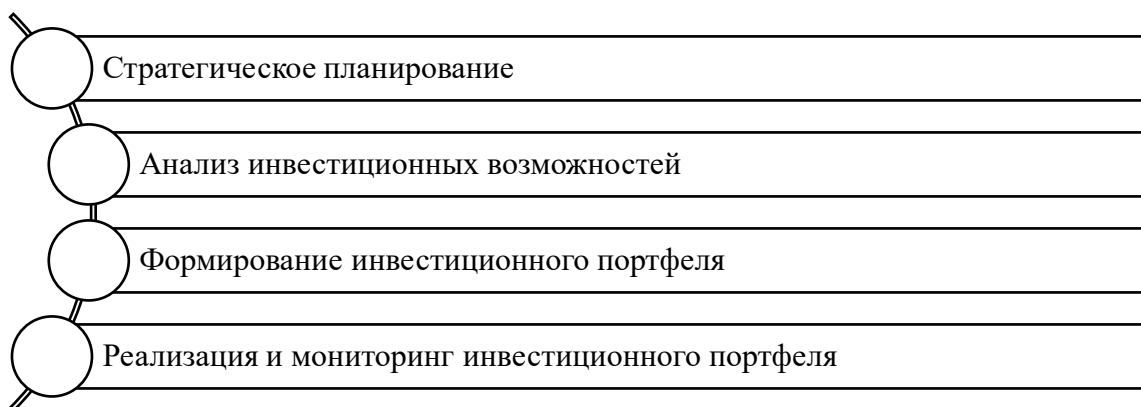 Стратегическое планирование
Анализ инвестиционных возможностей
Формирование инвестиционного портфеля
Реализация и мониторинг инвестиционного портфеля